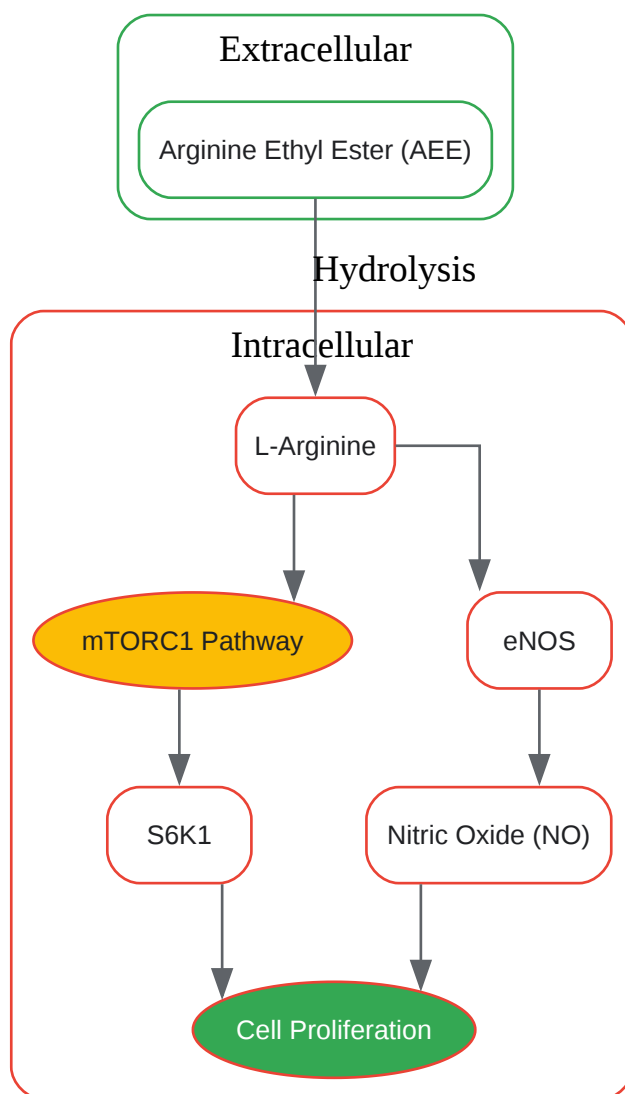 Extracellular
Arginine Ethyl Ester (AEE)
Hydrolysis
Intracellular
L-Arginine
mTORC1 Pathway
eNOS
S6K1
Nitric Oxide (NO)
Cell Proliferation